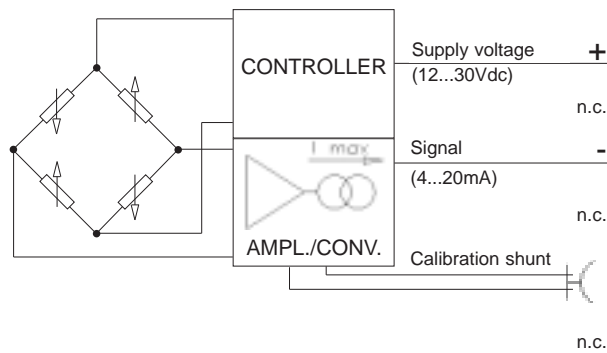 CONTROLLER
Supply voltage +
(12...30Vdc)
n.c.
I max
Signal -
(4...20mA)
n.c.
AMPL./CONV.
Calibration shunt
n.c.